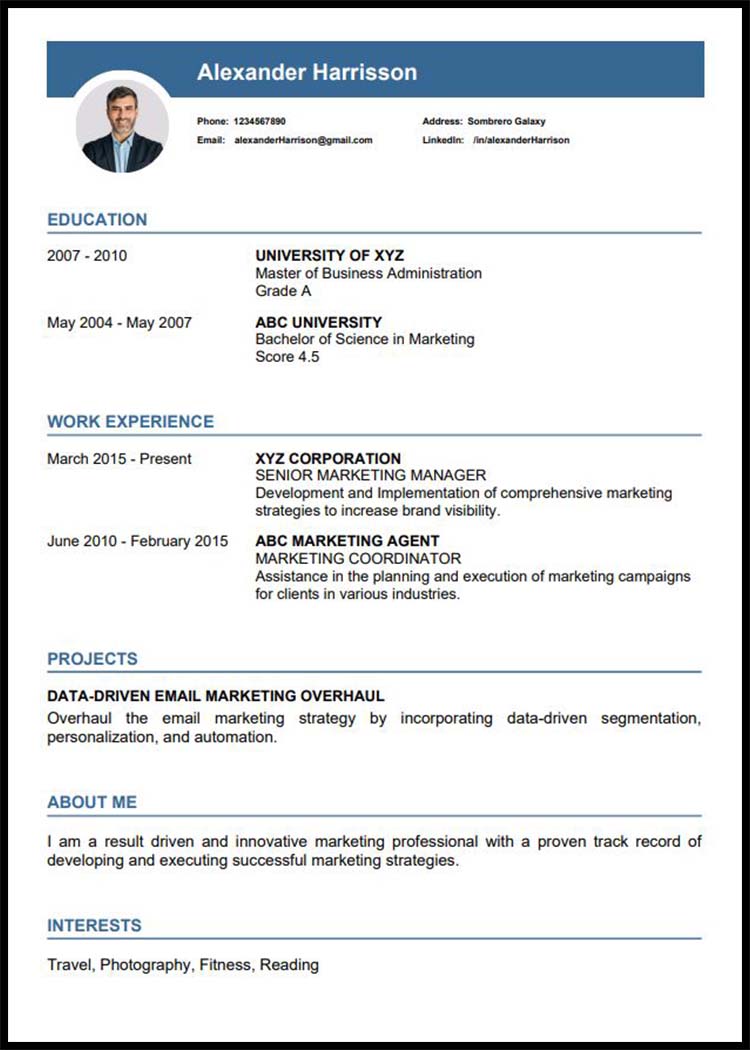 Alexander Harrisson
Phone: 1234567890
Address: Sombrero Galaxy
Email: alexanderHarrison@gmail.com
LinkedIn: /in/alexanderHarrison
EDUCATION
2007 - 2010
UNIVERSITY OF XYZ
Master of Business Administration
Grade A
May 2004 - May 2007
ABC UNIVERSITY
Bachelor of Science in Marketing
Score 4.5
WORK EXPERIENCE
March 2015 - Present
XYZ CORPORATION
SENIOR MARKETING MANAGER
Development and Implementation of comprehensive marketing
strategies to increase brand visibility.
June 2010 - February 2015
ABC MARKETING AGENT
MARKETING COORDINATOR
Assistance in the planning and execution of marketing campaigns
for clients in various industries.
PROJECTS
DATA-DRIVEN EMAIL MARKETING OVERHAUL
Overhaul the email marketing strategy by incorporating data-driven segmentation,
personalization, and automation.
ABOUT ME
I am a result driven and innovative marketing professional with a proven track record of
developing and executing successful marketing strategies.
INTERESTS
Travel, Photography, Fitness, Reading